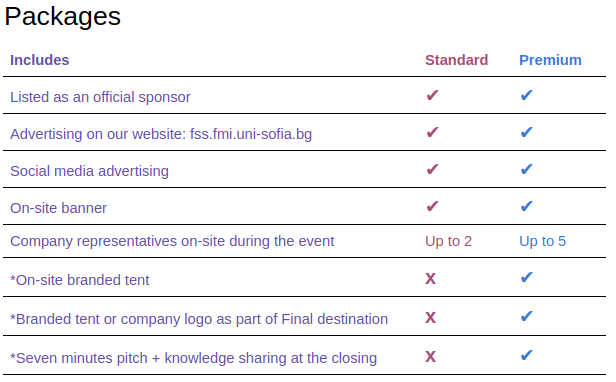 Packages
Includes Standard Premium
Listed as an official sponsor ✔ ✔
Advertising on our website: fss.fmi.uni-sofia.bg ✔ ✔
Social media advertising ✔ ✔
On-site banner ✔ ✔
Company representatives on-site during the event Up to 2 Up to 5
*On-site branded tent x ✔
*Branded tent or company logo as part of Final destination x ✔
*Seven minutes pitch + knowledge sharing at the closing x ✔